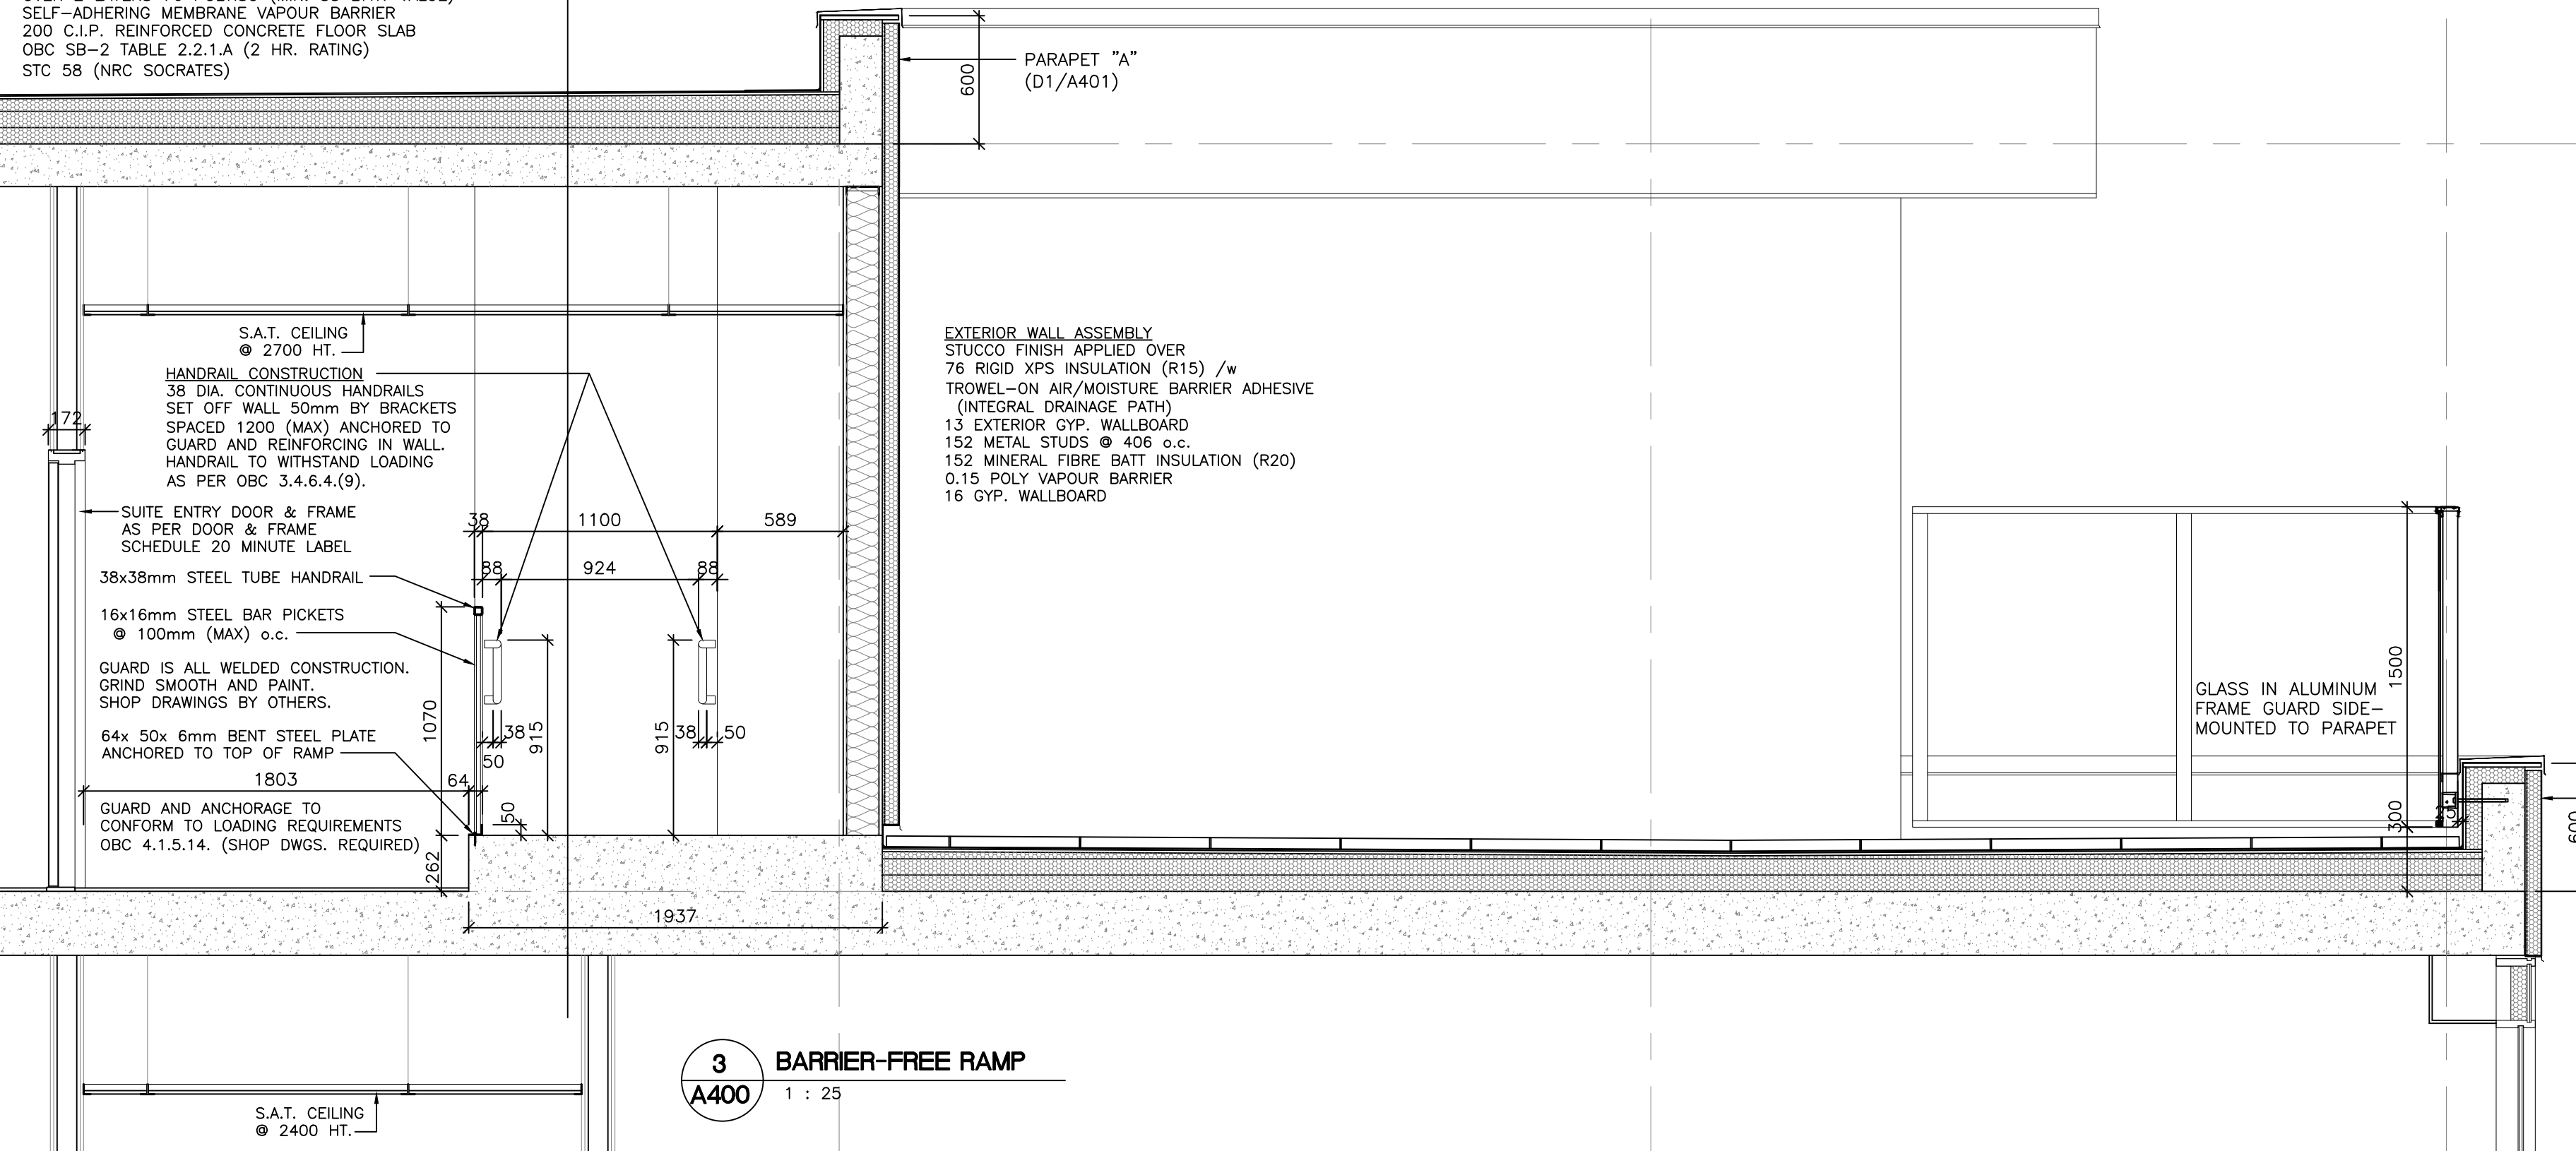 SELF-ADHERING MEMBRANE VAPOUR BARRIER
200 C.I.P. REINFORCED CONCRETE FLOOR SLAB
OBC SB-2 TABLE 2.2.1.A (2 HR. RATING)
STC 58 (NRC SOCRATES)
600
PARAPET "A"
(D1/A401)
S.A.T. CEILING
@ 2700 HT.
HANDRAIL CONSTRUCTION
38 DIA. CONTINUOUS HANDRAILS
SET OFF WALL 50mm BY BRACKETS
SPACED 1200 (MAX) ANCHORED TO
GUARD AND REINFORCING IN WALL.
HANDRAIL TO WITHSTAND LOADING
AS PER OBC 3.4.6.4.(9).
172
SUITE ENTRY DOOR & FRAME
AS PER DOOR & FRAME
SCHEDULE 20 MINUTE LABEL
38x38mm STEEL TUBE HANDRAIL
16x16mm STEEL BAR PICKETS
@ 100mm (MAX) o.c.
GUARD IS ALL WELDED CONSTRUCTION.
GRIND SMOOTH AND PAINT.
SHOP DRAWINGS BY OTHERS.
64x 50x 6mm BENT STEEL PLATE
ANCHORED TO TOP OF RAMP
1803
64
GUARD AND ANCHORAGE TO
CONFORM TO LOADING REQUIREMENTS
OBC 4.1.5.14. (SHOP DWGS. REQUIRED)
38
1100
589
88
924
88
1070
38
50
915
915
38
50
50
262
1937
EXTERIOR WALL ASSEMBLY
STUCCO FINISH APPLIED OVER
76 RIGID XPS INSULATION (R15) /w
TROWEL-ON AIR/MOISTURE BARRIER ADHESIVE
(INTEGRAL DRAINAGE PATH)
13 EXTERIOR GYP. WALLBOARD
152 METAL STUDS @ 406 o.c.
152 MINERAL FIBRE BATT INSULATION (R20)
0.15 POLY VAPOUR BARRIER
16 GYP. WALLBOARD
1500
GLASS IN ALUMINUM
FRAME GUARD SIDE-
MOUNTED TO PARAPET
300
600
3
A400
BARRIER-FREE RAMP
1 : 25
S.A.T. CEILING
@ 2400 HT.